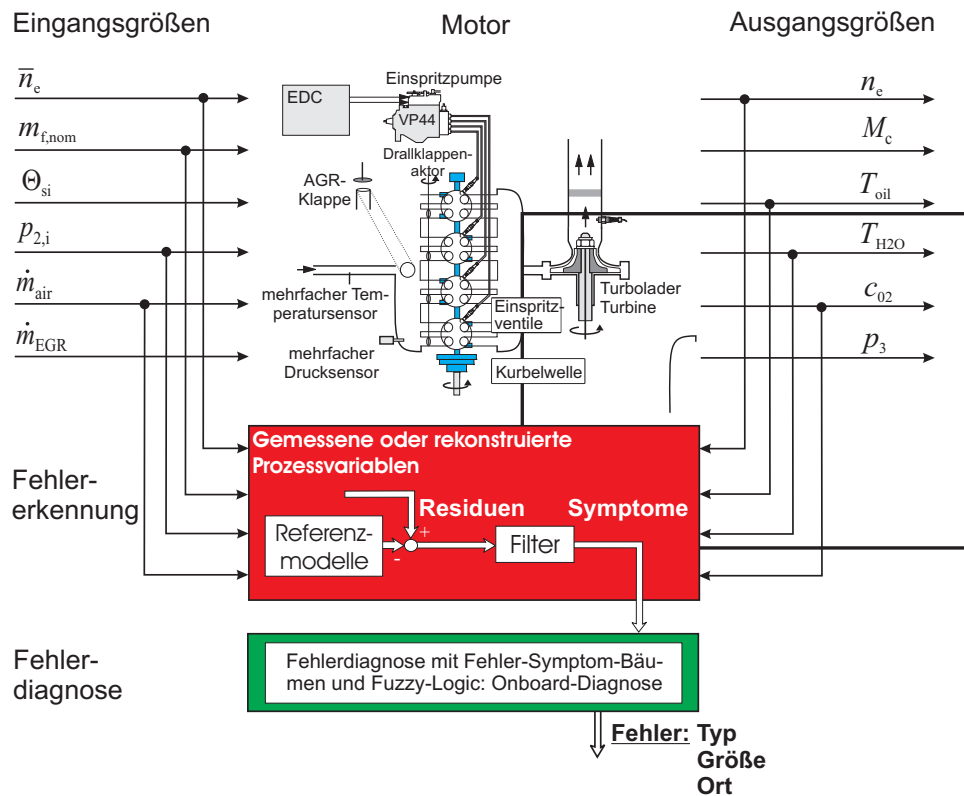 Eingangsgrößen
Motor
Ausgangsgrößen
n̅e
mf,nom
Θsi
p2,i
ṁair
ṁEGR
EDC
Einspritzpumpe
VP44
Drallklappen-
aktor
AGR-
Klappe
mehrfacher Tem-
peratursensor
mehrfacher
Drucksensor
Einspritz-
ventile
Kurbelwelle
Turbolader
Turbine
ne
Mc
Toil
TH2O
c02
p3
Fehler-
erkennung
Gemessene oder rekonstruierte
Prozessvariablen
Residuen
Symptome
+
-
Referenz-
modelle
Filter
Fehler-
diagnose
Fehlerdiagnose mit Fehler-Symptom-Bäu-
men und Fuzzy-Logic: Onboard-Diagnose
Fehler: Typ
Größe
Ort